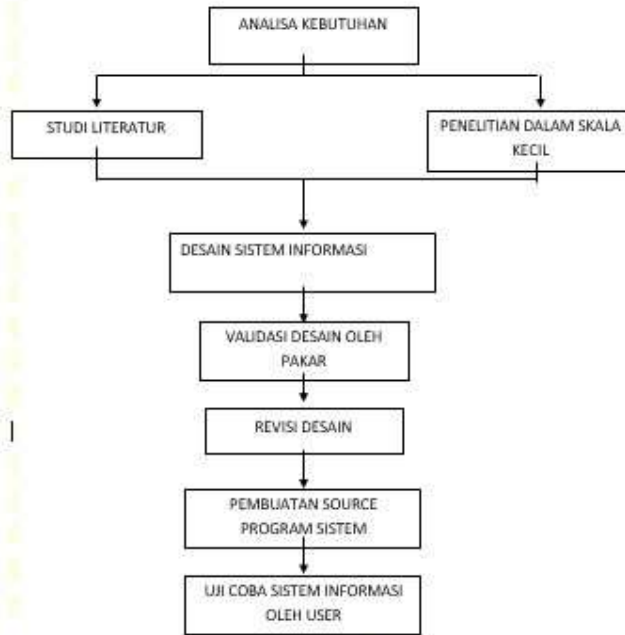 ANALISA KEBUTUHAN
STUDI LITERATUR
PENELITIAN DALAM SKALA
KECIL
DESAIN SISTEM INFORMASI
VALIDASI DESAIN OLEH
PAKAR
REVISI DESAIN
PEMBUATAN SOURCE
PROGRAM SISTEM
UJI COBA SISTEM INFORMASI
OLEH USER